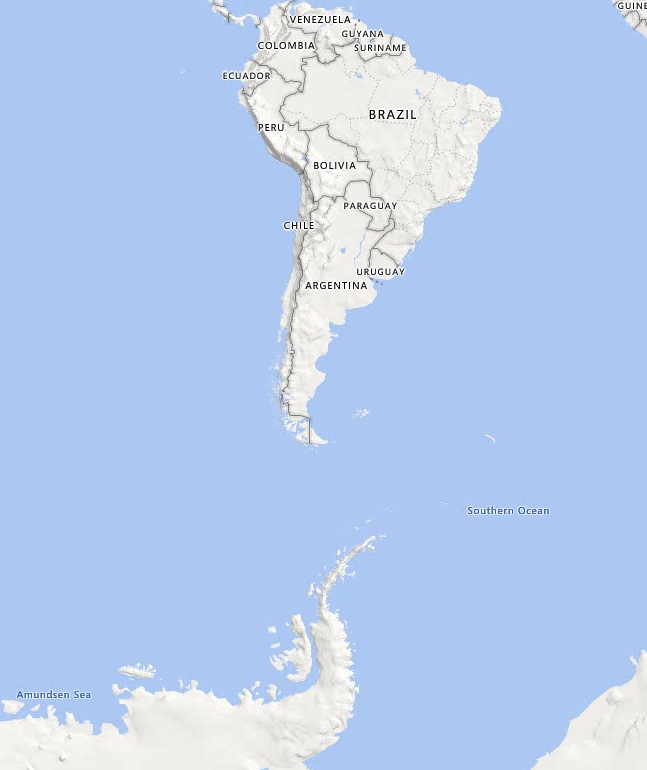 GUINE
VENEZUELA
GUYANA
COLOMBIA
SURINAME
ECUADOR
BRAZIL
PERU
BOLIVIA
PARAGUAY
CHILE
URUGUAY
ARGENTINA
Southern Ocean
Amundsen Sea